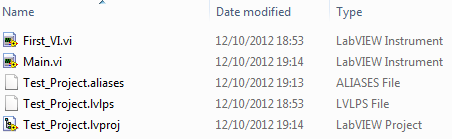 Name Date modified Type
First_VI.vi 12/10/2012 18:53 LabVIEW Instrument
Main.vi 12/10/2012 19:14 LabVIEW Instrument
Test_Project.aliases 12/10/2012 19:13 ALIASES File
Test_Project.lvlps 12/10/2012 18:53 LVLPS File
Test_Project.lvproj 12/10/2012 19:14 LabVIEW Project